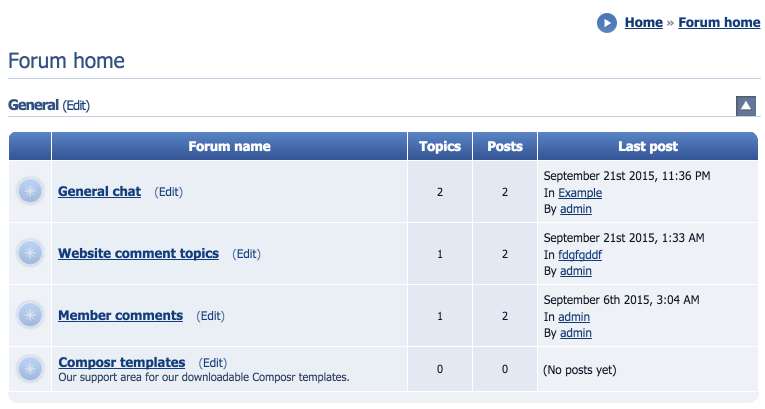 Home » Forum home
Forum home
General (Edit)
Forum name Topics Posts Last post
General chat (Edit) 2 2 September 21st 2015, 11:36 PM
In Example
By admin
Website comment topics (Edit) 1 2 September 21st 2015, 1:33 AM
In fdgfgddf
By admin
Member comments (Edit) 1 2 September 6th 2015, 3:04 AM
In admin
By admin
Composr templates (Edit) 0 0 (No posts yet)
Our support area for our downloadable Composr templates.